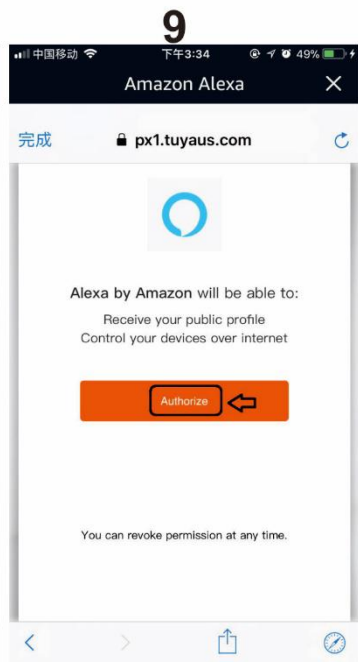 9
中国移动 下午3:34 49%
Amazon Alexa
完成 px1.tuyaus.com
Alexa by Amazon will be able to:
Receive your public profile
Control your devices over internet
Authorize
You can revoke permission at any time.